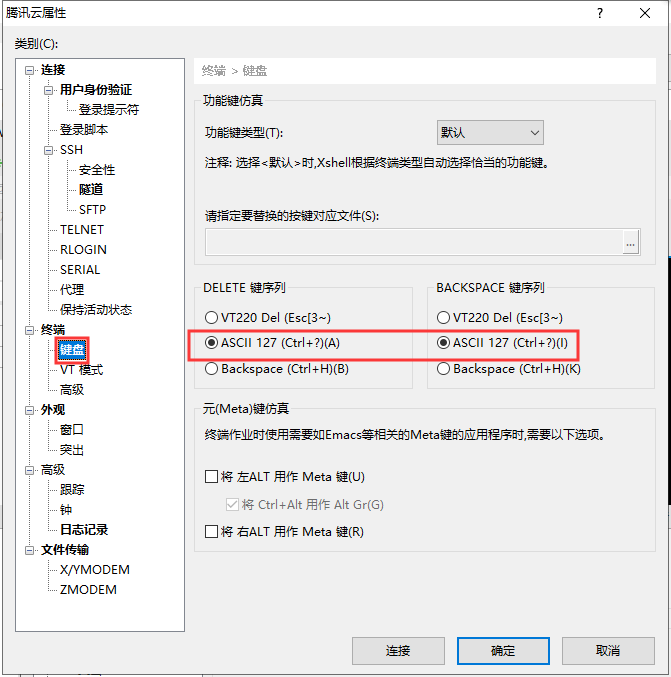 腾讯云属性
?
类别(C):
连接
用户身份验证
登录提示符
登录脚本
SSH
安全性
隧道
SFTP
TELNET
RLOGIN
SERIAL
代理
保持活动状态
终端
键盘
VT 模式
高级
外观
窗口
突出
高级
跟踪
钟
日志记录
文件传输
X/YMODEM
ZMODEM
终端 > 键盘
功能键仿真
功能键类型(T):
默认
注释: 选择<默认>时,Xshell根据终端类型自动选择恰当的功能键。
请指定要替换的按键对应文件(S):
...
DELETE 键序列
VT220 Del (Esc[3~)
ASCII 127 (Ctrl+?)(A)
Backspace (Ctrl+H)(B)
BACKSPACE 键序列
VT220 Del (Esc[3~)
ASCII 127 (Ctrl+?)(I)
Backspace (Ctrl+H)(K)
元(Meta)键仿真
终端作业时使用需要如Emacs等相关的Meta键的应用程序时,需要以下选项。
将 左ALT 用作 Meta 键(U)
将 Ctrl+Alt 用作 Alt Gr(G)
将 右ALT 用作 Meta 键(R)
连接
确定
取消